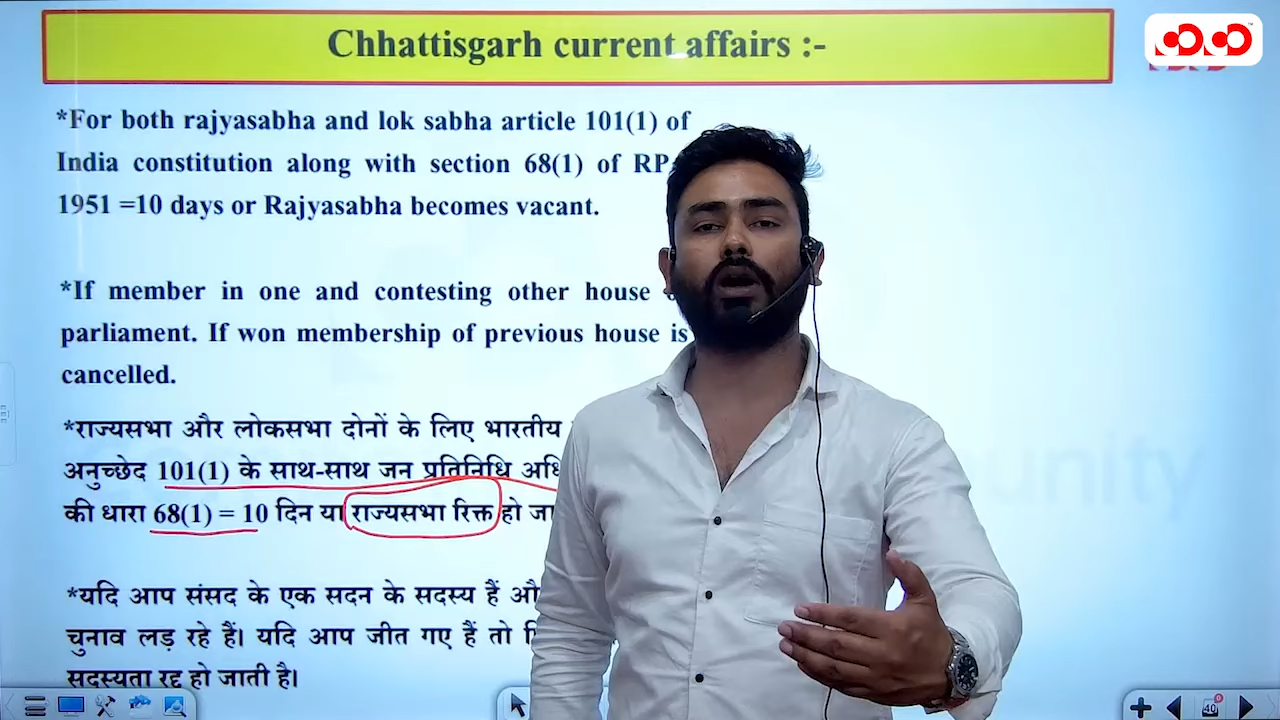 Chhattisgarh current affairs :-
*For both rajyasabha and lok sabha article 101(1) of
India constitution along with section 68(1) of RP
1951 =10 days or Rajyasabha becomes vacant.
*If member in one and contesting other house
parliament. If won membership of previous house is
cancelled.
*राज्यसभा और लोकसभा दोनों के लिए भारतीय
अनुच्छेद 101(1) के साथ-साथ जन प्रतिनिधि
की धारा 68(1) = 10 दिन या राज्यसभा रिक्त हो
*यदि आप संसद के एक सदन के सदस्य हैं
चुनाव लड़ रहे हैं। यदि आप जीत गए हैं तो
सदस्यता रद्द हो जाती है।
40